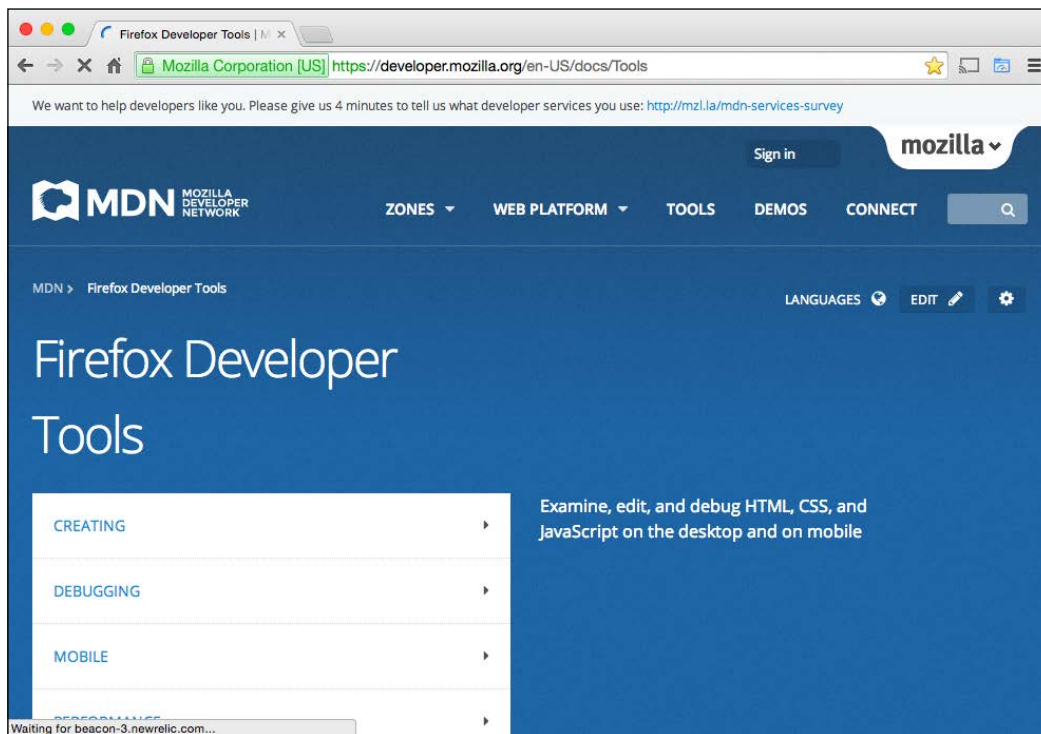 Firefox Developer Tools | M
Mozilla Corporation [US] https://developer.mozilla.org/en-US/docs/Tools
We want to help developers like you. Please give us 4 minutes to tell us what developer services you use: http://mzl.la/mdn-services-survey
Sign in
mozilla
MDN MOZILLA
DEVELOPER
NETWORK
ZONES WEB PLATFORM TOOLS DEMOS CONNECT
MDN > Firefox Developer Tools
LANGUAGES EDIT
Firefox Developer
Tools
CREATING
Examine, edit, and debug HTML, CSS, and
JavaScript on the desktop and on mobile
DEBUGGING
MOBILE
PERFORMANCE
Waiting for beacon-3.newrelic.com...